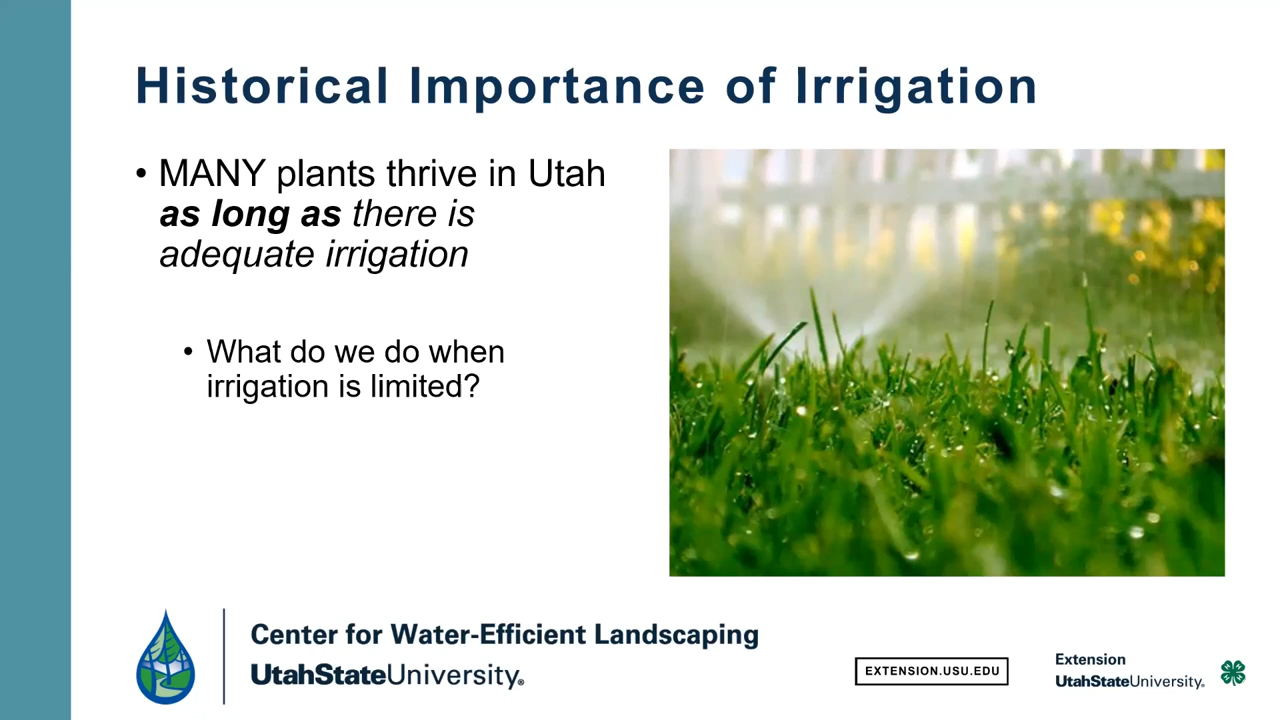 Historical Importance of Irrigation
• MANY plants thrive in Utah
as long as there is
adequate irrigation
• What do we do when
irrigation is limited?
Center for Water-Efficient Landscaping
UtahStateUniversity®
EXTENSION.USU.EDU
Extension
UtahStateUniversity®